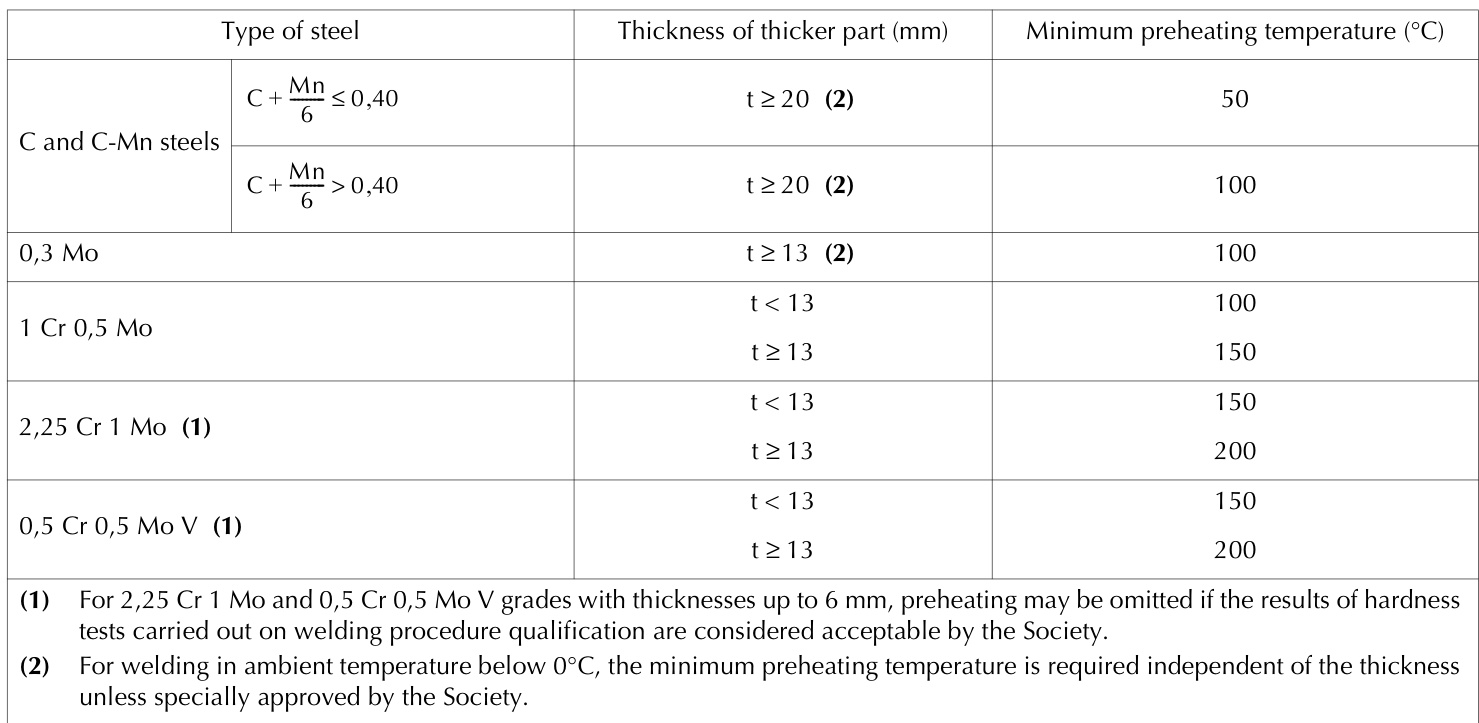 Type of steel Thickness of thicker part (mm) Minimum preheating temperature (°C)
C and C-Mn steels C + Mn/6 ≤ 0,40 t ≥ 20 (2) 50
C + Mn/6 > 0,40 t ≥ 20 (2) 100
0,3 Mo t ≥ 13 (2) 100
1 Cr 0,5 Mo t < 13 100
t ≥ 13 150
2,25 Cr 1 Mo (1) t < 13 150
t ≥ 13 200
0,5 Cr 0,5 Mo V (1) t < 13 150
t ≥ 13 200
(1) For 2,25 Cr 1 Mo and 0,5 Cr 0,5 Mo V grades with thicknesses up to 6 mm, preheating may be omitted if the results of hardness
tests carried out on welding procedure qualification are considered acceptable by the Society.
(2) For welding in ambient temperature below 0°C, the minimum preheating temperature is required independent of the thickness
unless specially approved by the Society.